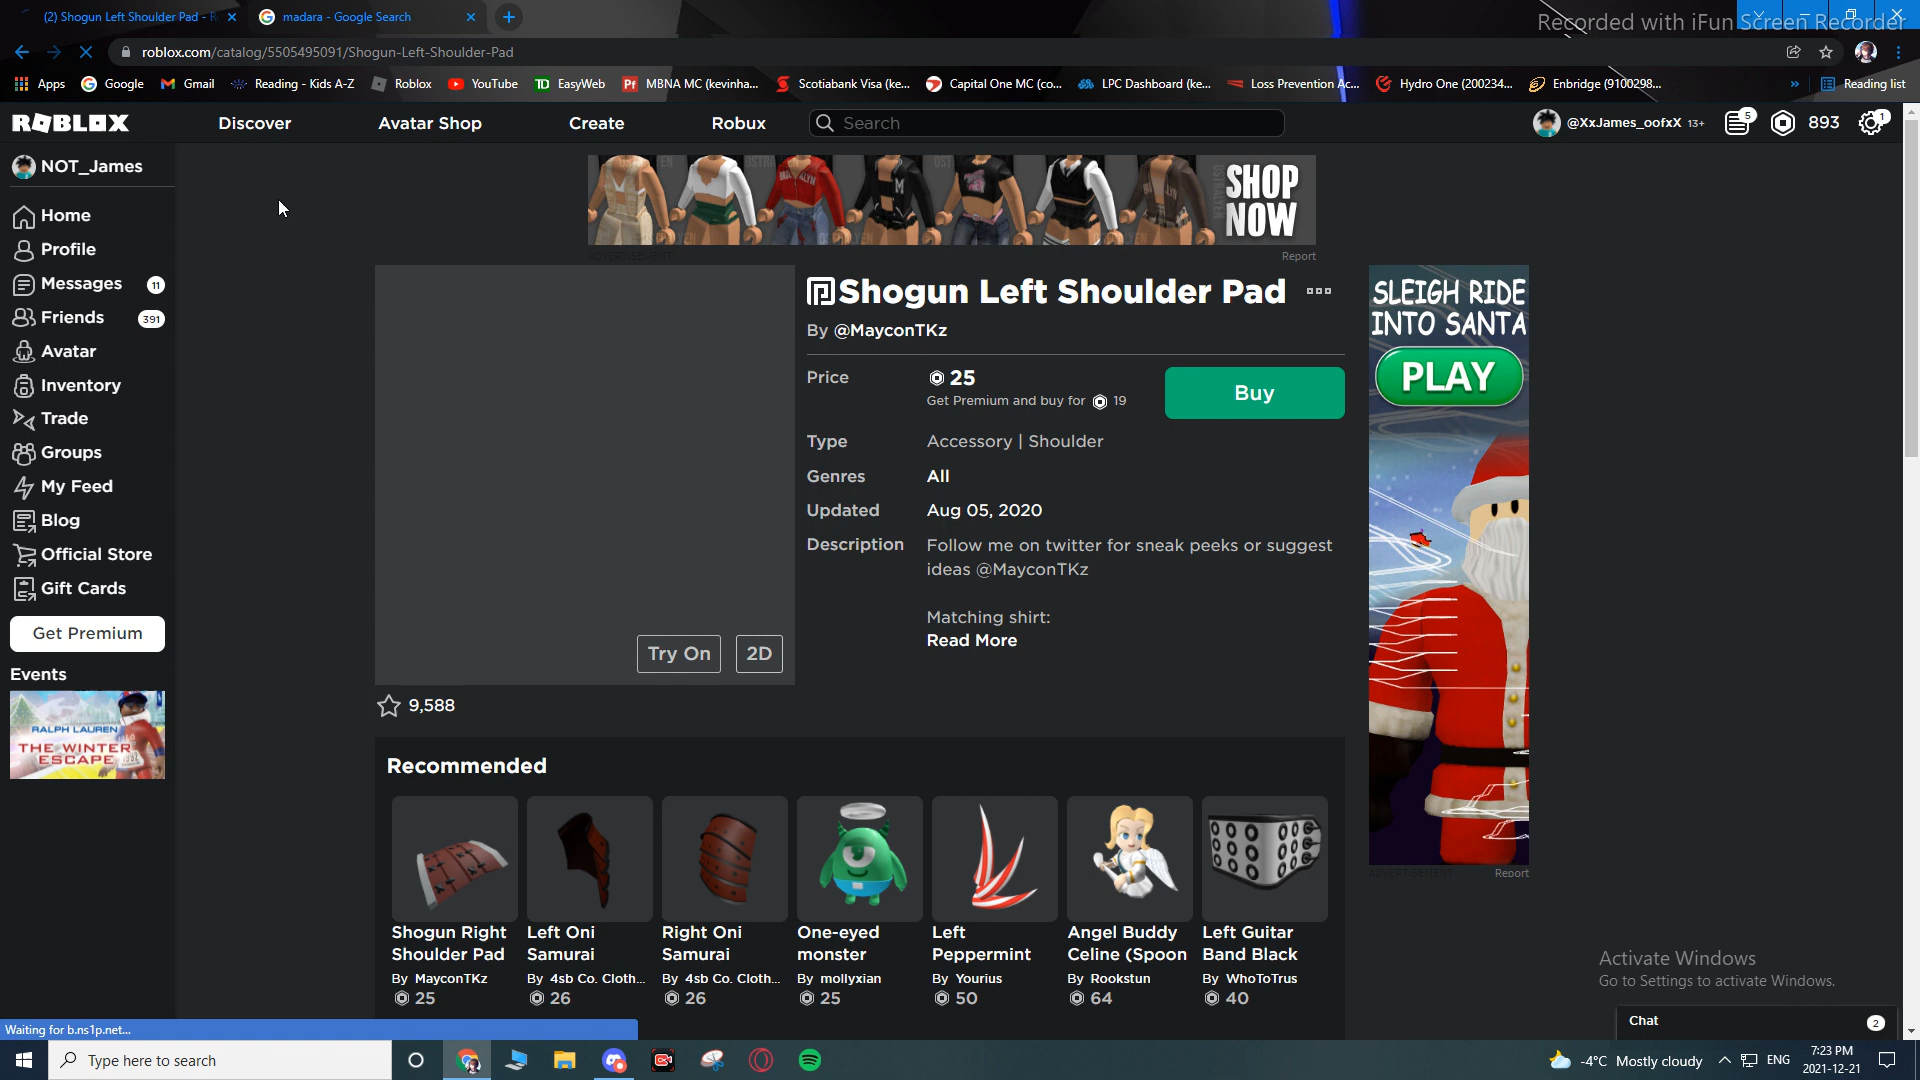 (2) Shogun Left Shoulder Pad - R
madara - Google Search
Recorded with iFun Screen Recorder
roblox.com/catalog/5505495091/Shogun-Left-Shoulder-Pad
Apps
Google
Gmail
Reading - Kids A-Z
Roblox
YouTube
EasyWeb
MBNA MC (kevinha...
Scotiabank Visa (ke...
Capital One MC (co...
LPC Dashboard (ke...
Loss Prevention Ac...
Hydro One (200234...
Enbridge (9100298...
»
Reading list
ROBLOX
Discover
Avatar Shop
Create
Robux
Search
@XxJames_oofxX 13+
5
893
1
NOT_James
Home
Profile
Messages 11
Friends 391
Avatar
Inventory
Trade
Groups
My Feed
Blog
Official Store
Gift Cards
Get Premium
Events
RALPH LAUREN
THE WINTER
ESCAPE
SHOP
NOW
ADVERTISEMENT
Report
Shogun Left Shoulder Pad
By @MayconTKz
Price
25
Get Premium and buy for 19
Buy
Type
Accessory | Shoulder
Genres
All
Updated
Aug 05, 2020
Description
Follow me on twitter for sneak peeks or suggest
ideas @MayconTKz
Matching shirt:
Read More
Try On
2D
9,588
SLEIGH RIDE
INTO SANTA
PLAY
ADVERTISEMENT
Report
Recommended
Shogun Right
Shoulder Pad
By MayconTKz
25
Left Oni
Samurai
By 4sb Co. Cloth...
26
Right Oni
Samurai
By 4sb Co. Cloth...
26
One-eyed
monster
By mollyxian
25
Left
Peppermint
By Yourius
50
Angel Buddy
Celine (Spoon
By Rookstun
64
Left Guitar
Band Black
By WhoToTrus
40
Activate Windows
Go to Settings to activate Windows.
Chat
2
Waiting for b.ns1p.net...
Type here to search
-4°C Mostly cloudy
ENG
7:23 PM
2021-12-21